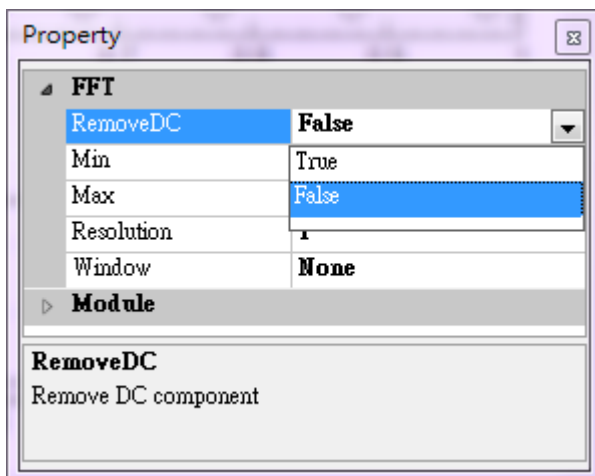 Property
FFT
RemoveDC False
Min True
Max False
Resolution
Window None
Module
RemoveDC
Remove DC component